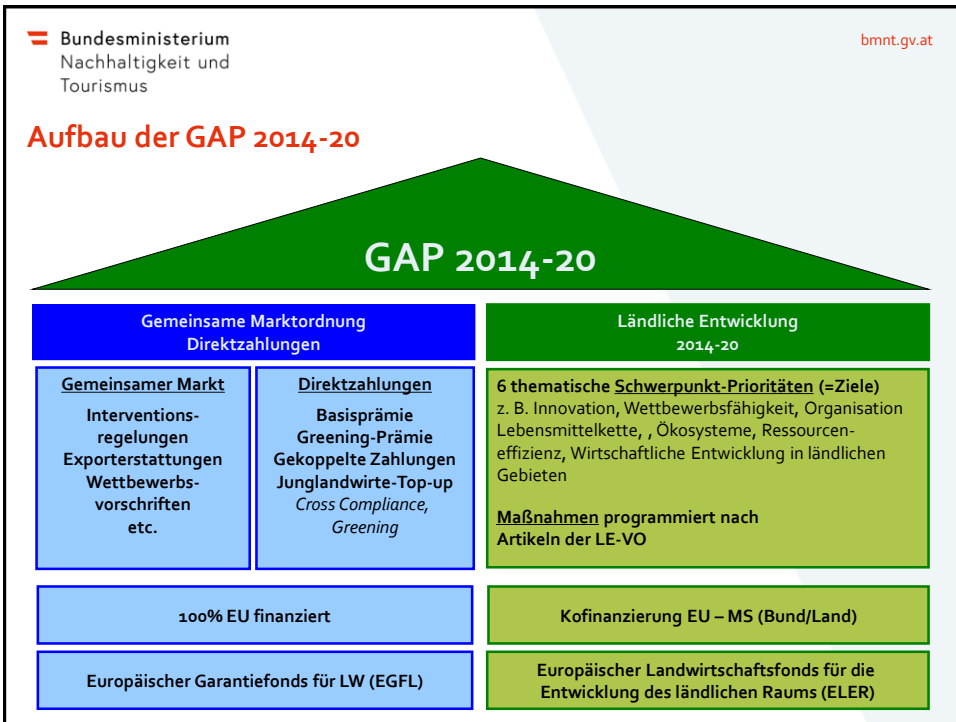 Bundesministerium
Nachhaltigkeit und
Tourismus
bmnt.gv.at
Aufbau der GAP 2014-20
GAP 2014-20
Gemeinsame Marktordnung
Direktzahlungen
Ländliche Entwicklung
2014-20
Gemeinsamer Markt
Interventions-
regelungen
Exporterstattungen
Wettbewerbs-
vorschriften
etc.
Direktzahlungen
Basisprämie
Greening-Prämie
Gekoppelte Zahlungen
Junglandwirte-Top-up
Cross Compliance,
Greening
6 thematische Schwerpunkt-Prioritäten (=Ziele)
z. B. Innovation, Wettbewerbsfähigkeit, Organisation
Lebensmittelkette, , Ökosysteme, Ressourcen-
effizienz, Wirtschaftliche Entwicklung in ländlichen
Gebieten
Maßnahmen programmiert nach
Artikeln der LE-VO
100% EU finanziert
Kofinanzierung EU – MS (Bund/Land)
Europäischer Garantiefonds für LW (EGFL)
Europäischer Landwirtschaftsfonds für die
Entwicklung des ländlichen Raums (ELER)